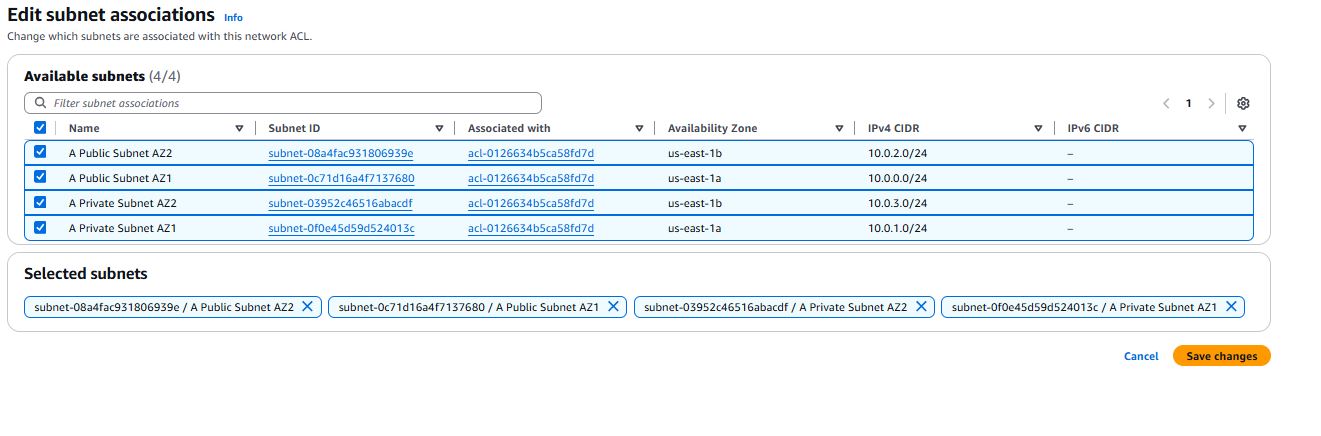 Edit subnet associations Info
Change which subnets are associated with this network ACL.
Available subnets (4/4)
Filter subnet associations
1
Name Subnet ID Associated with Availability Zone IPv4 CIDR IPv6 CIDR
A Public Subnet AZ2 subnet-08a4fac931806939e acl-0126634b5ca58fd7d us-east-1b 10.0.2.0/24 –
A Public Subnet AZ1 subnet-0c71d16a4f7137680 acl-0126634b5ca58fd7d us-east-1a 10.0.0.0/24 –
A Private Subnet AZ2 subnet-03952c46516abacdf acl-0126634b5ca58fd7d us-east-1b 10.0.3.0/24 –
A Private Subnet AZ1 subnet-0f0e45d59d524013c acl-0126634b5ca58fd7d us-east-1a 10.0.1.0/24 –
Selected subnets
subnet-08a4fac931806939e / A Public Subnet AZ2 subnet-0c71d16a4f7137680 / A Public Subnet AZ1 subnet-03952c46516abacdf / A Private Subnet AZ2 subnet-0f0e45d59d524013c / A Private Subnet AZ1
Cancel Save changes